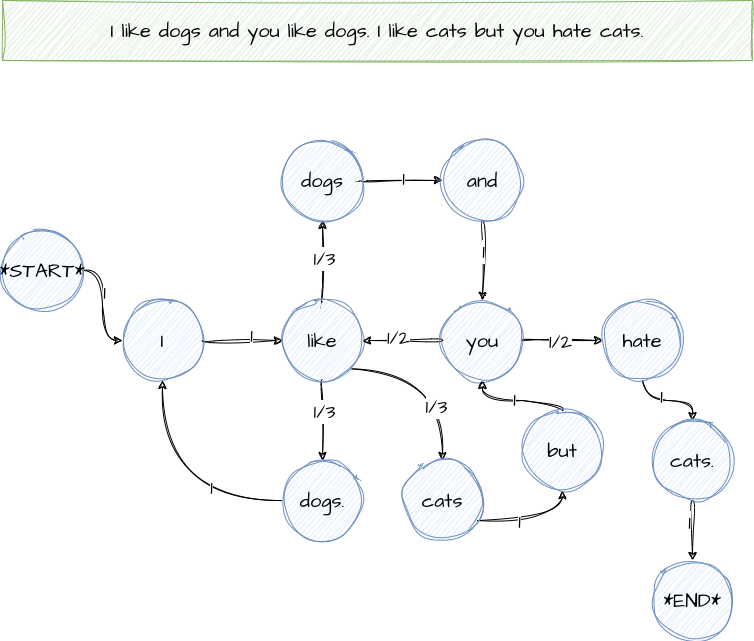 I like dogs and you like dogs. I like cats but you hate cats.
dogs
1
and
1/3
1
*START*
1
I
1
like
1/2
you
1/2
hate
1/3
1/3
1
1
but
cats.
1
dogs.
cats
1
1
*END*